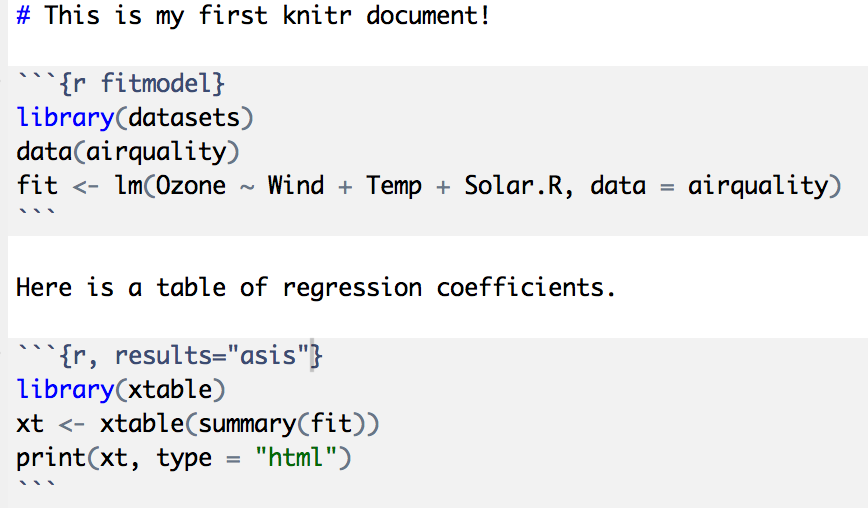 # This is my first knitr document!
```{r fitmodel}
library(datasets)
data(airquality)
fit <- lm(Ozone ~ Wind + Temp + Solar.R, data = airquality)
```
Here is a table of regression coefficients.
```{r, results="asis"}
library(xtable)
xt <- xtable(summary(fit))
print(xt, type = "html")
```